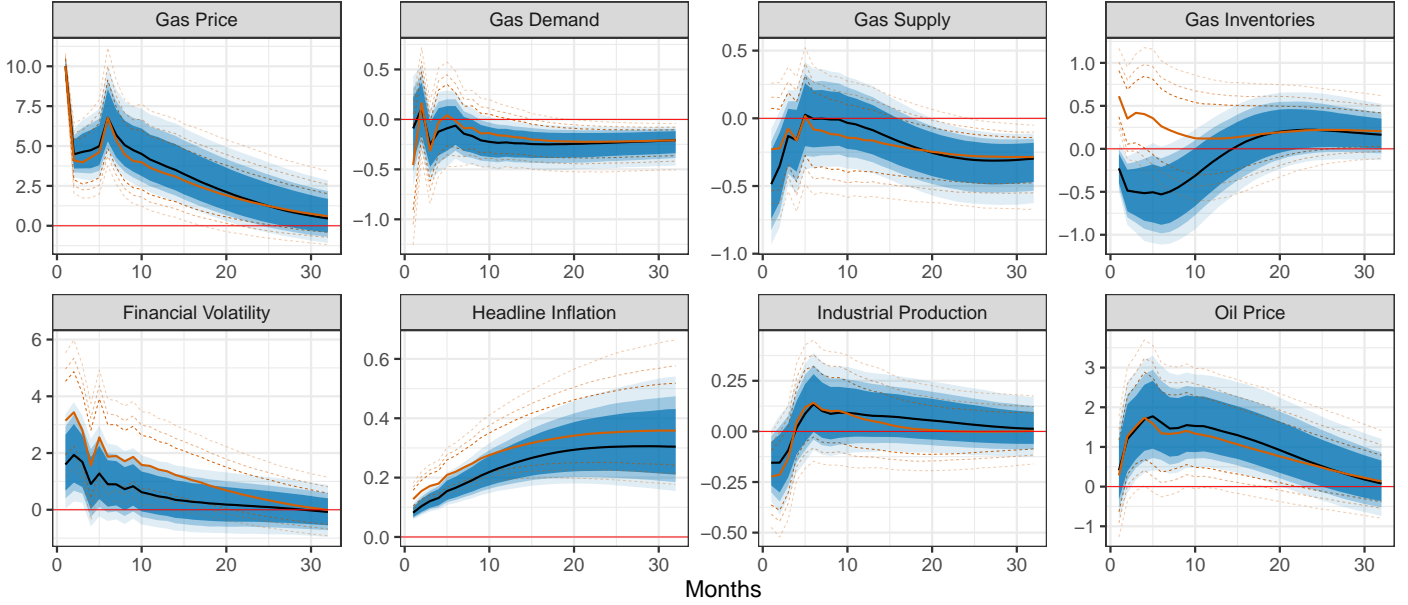 Gas Price
10.0
7.5
5.0
2.5
0.0
0 10 20 30
Gas Demand
0.5
0.0
−0.5
−1.0
0 10 20 30
Gas Supply
0.5
0.0
−0.5
−1.0
0 10 20 30
Gas Inventories
1.0
0.5
0.0
−0.5
−1.0
0 10 20 30
Financial Volatility
6
4
2
0
0 10 20 30
Headline Inflation
0.6
0.4
0.2
0.0
0 10 20 30
Industrial Production
0.25
0.00
−0.25
−0.50
0 10 20 30
Oil Price
3
2
1
0
−1
0 10 20 30
Months